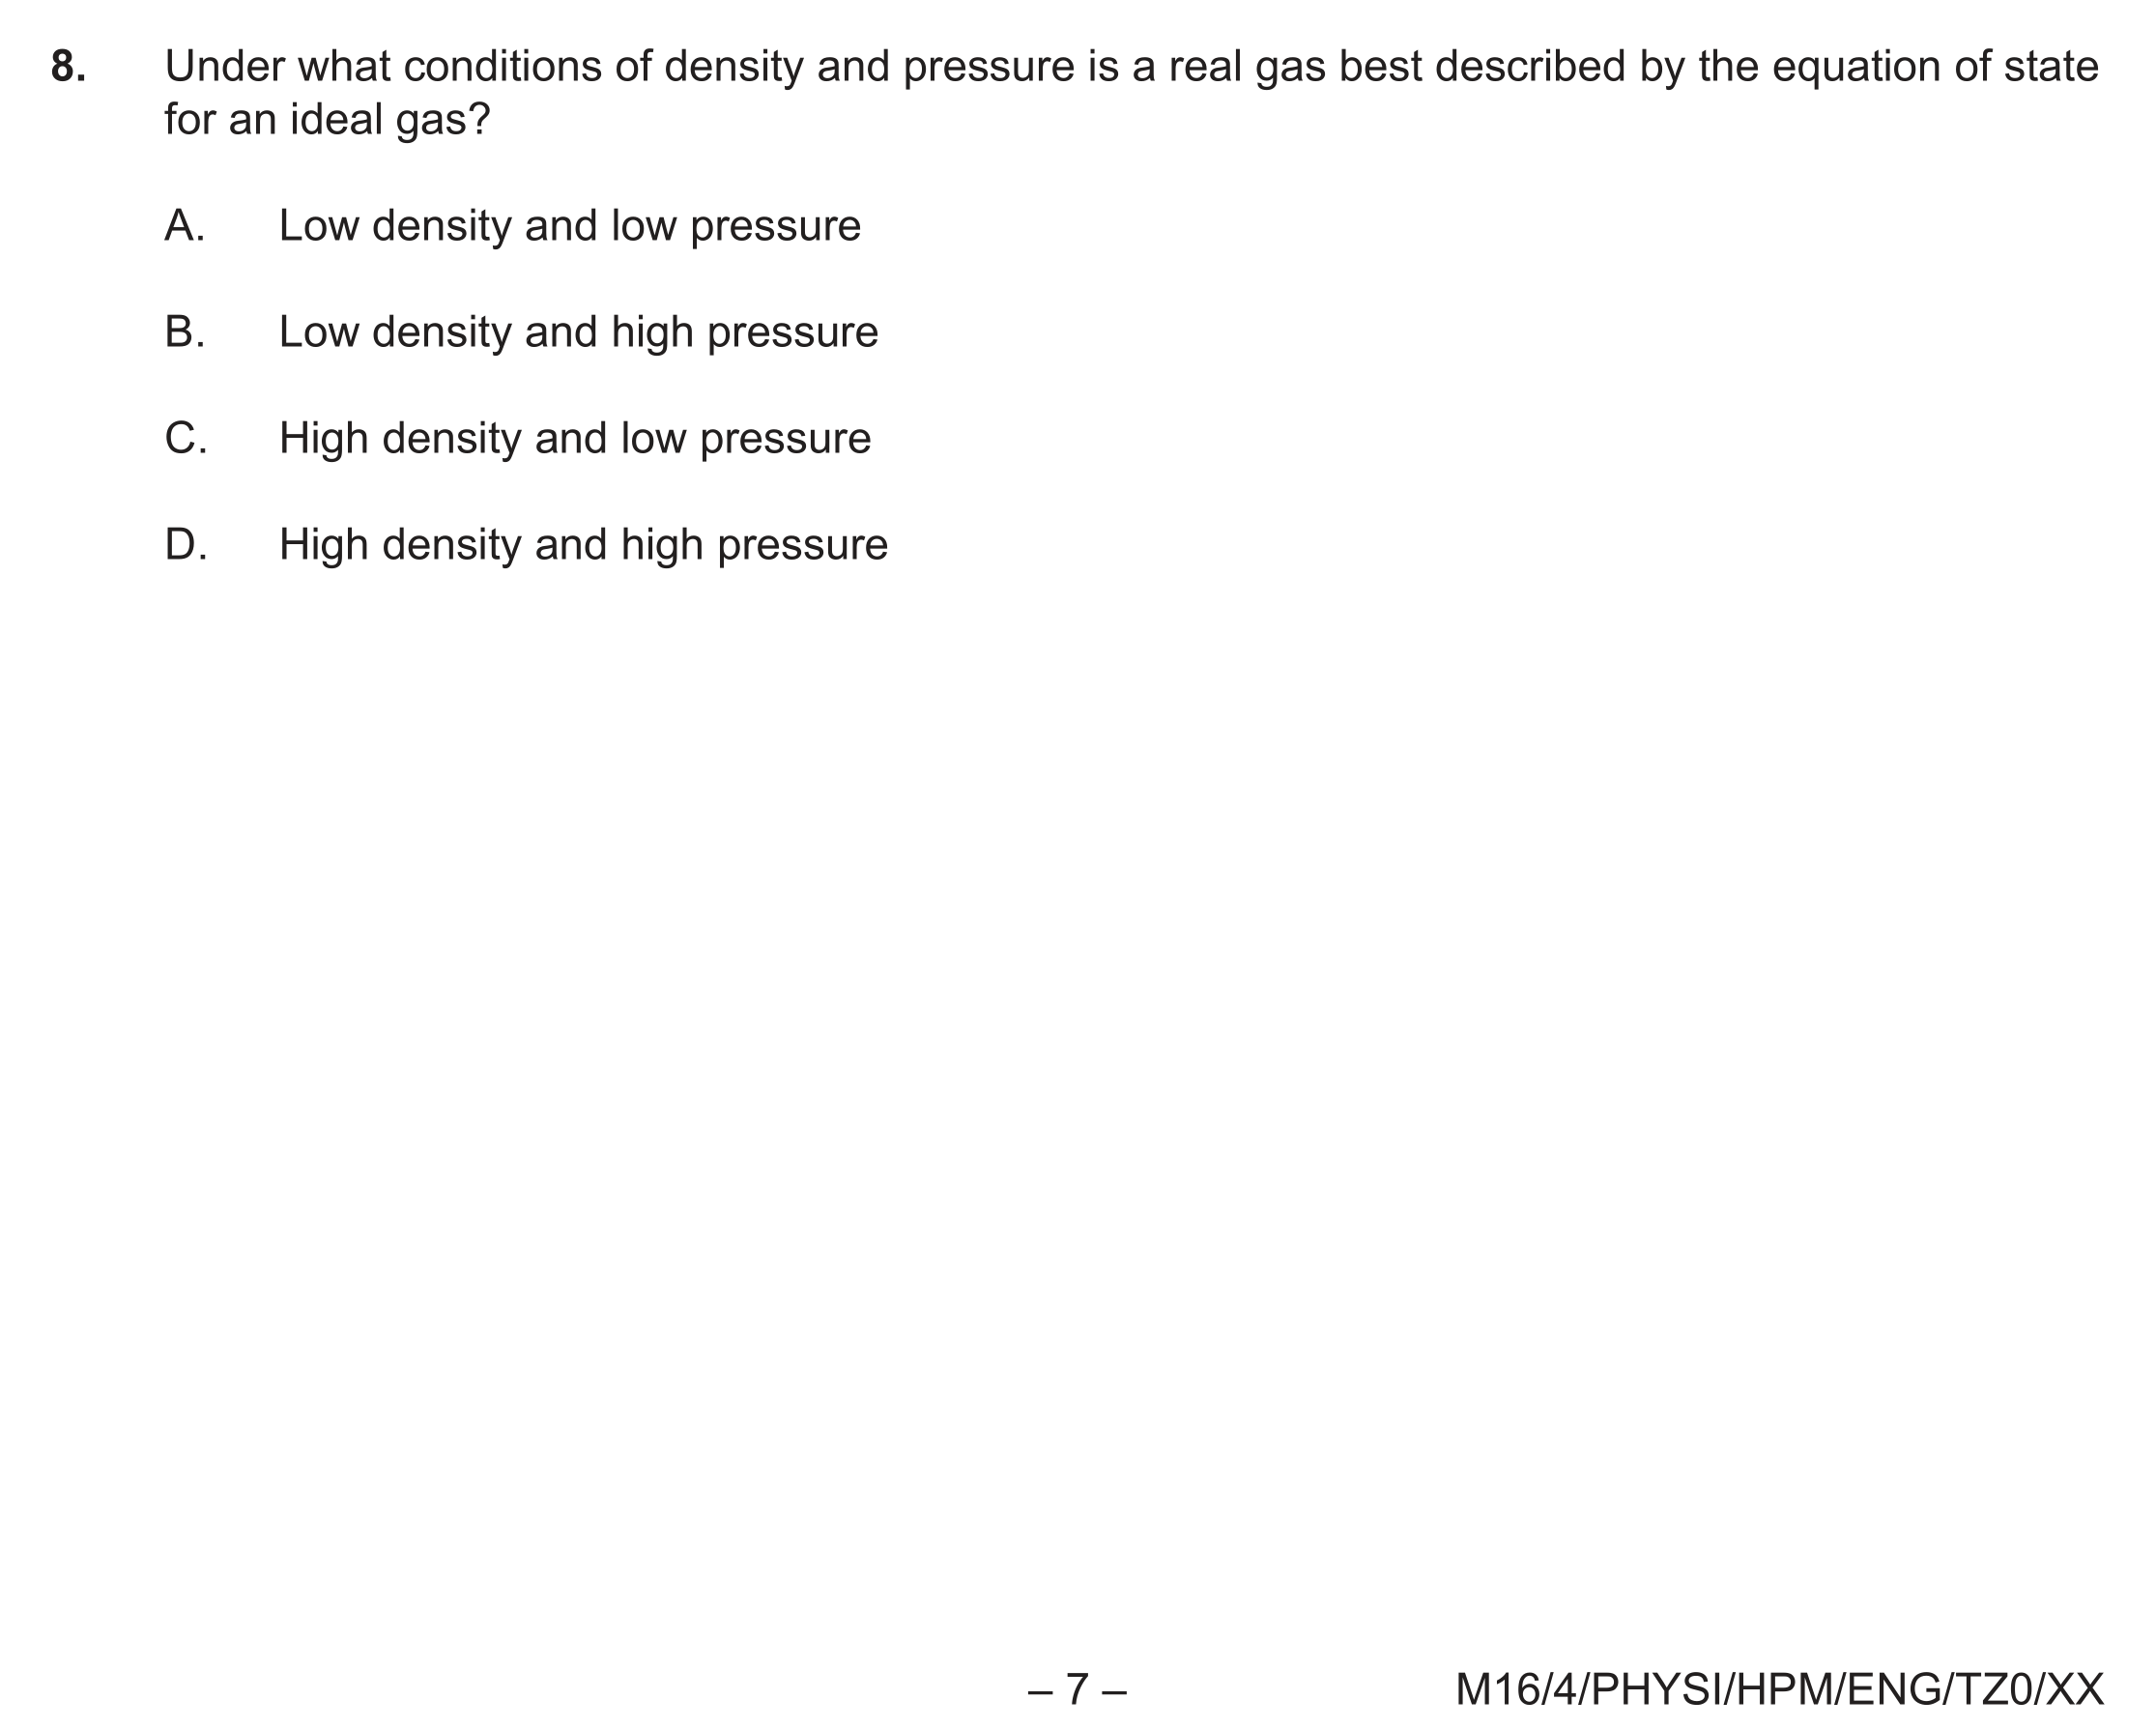 8. Under what conditions of density and pressure is a real gas best described by the equation of state
for an ideal gas?
A. Low density and low pressure
B. Low density and high pressure
C. High density and low pressure
D. High density and high pressure
– 7 – M16/4/PHYSI/HPM/ENG/TZ0/XX